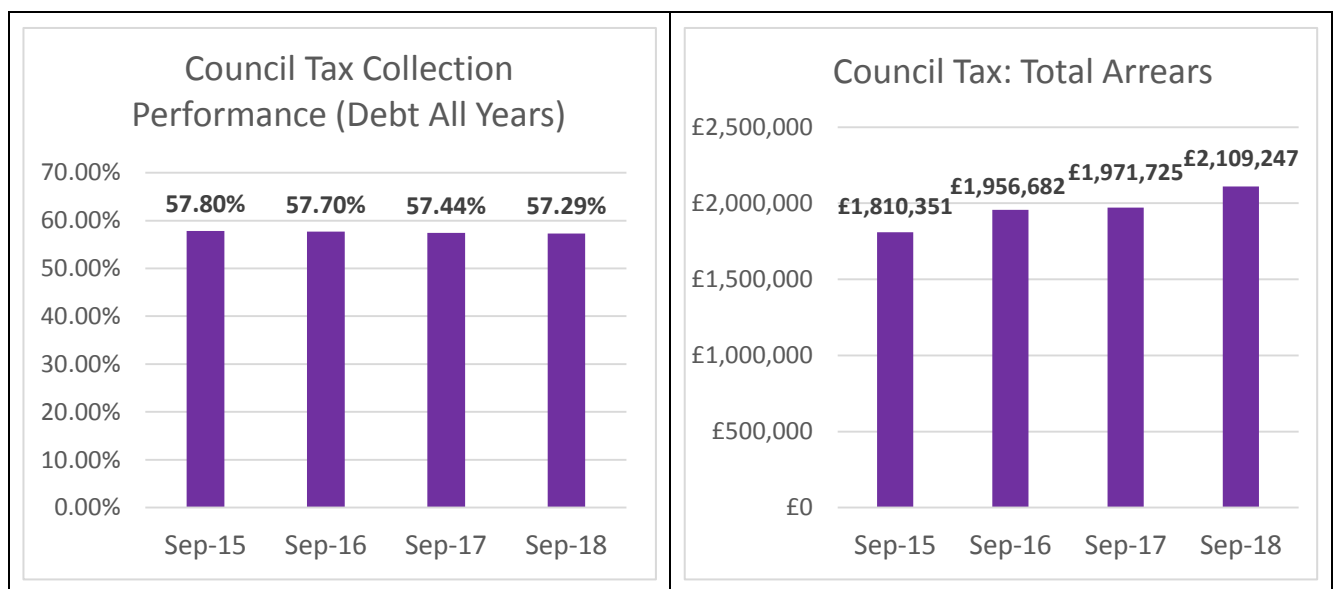 Council Tax Collection
Performance (Debt All Years)
70.00%
60.00%
50.00%
40.00%
30.00%
20.00%
10.00%
0.00%
57.80%
57.70%
57.44%
57.29%
Sep-15
Sep-16
Sep-17
Sep-18
Council Tax: Total Arrears
£2,500,000
£2,000,000
£1,500,000
£1,000,000
£500,000
£0
£1,810,351
£1,956,682
£1,971,725
£2,109,247
Sep-15
Sep-16
Sep-17
Sep-18